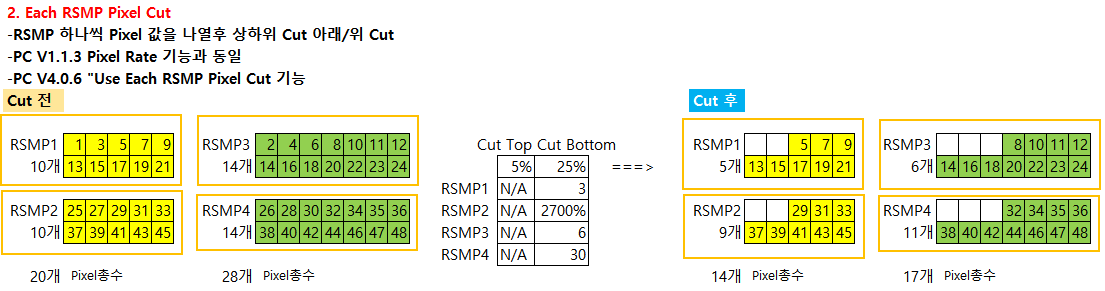 2. Each RSMP Pixel Cut
-RSMP 하나씩 Pixel 값을 나열후 상하위 Cut 아래/위 Cut
-PC V1.1.3 Pixel Rate 기능과 동일
-PC V4.0.6 "Use Each RSMP Pixel Cut 기능
Cut 전
RSMP1 1 3 5 7 9
10개 13 15 17 19 21
RSMP3 2 4 6 8 10 11 12
14개 14 16 18 20 22 23 24
RSMP2 25 27 29 31 33
10개 37 39 41 43 45
RSMP4 26 28 30 32 34 35 36
14개 38 40 42 44 46 47 48
20개 Pixel총수
28개 Pixel총수
Cut Top Cut Bottom
5% 25%
RSMP1 N/A 3
RSMP2 N/A 2700%
RSMP3 N/A 6
RSMP4 N/A 30
===>
Cut 후
RSMP1 5 7 9
5개 13 15 17 19 21
RSMP3 8 10 11 12
6개 14 16 18 20 22 23 24
RSMP2 29 31 33
9개 37 39 41 43 45
RSMP4 32 34 35 36
11개 38 40 42 44 46 47 48
14개 Pixel총수
17개 Pixel총수